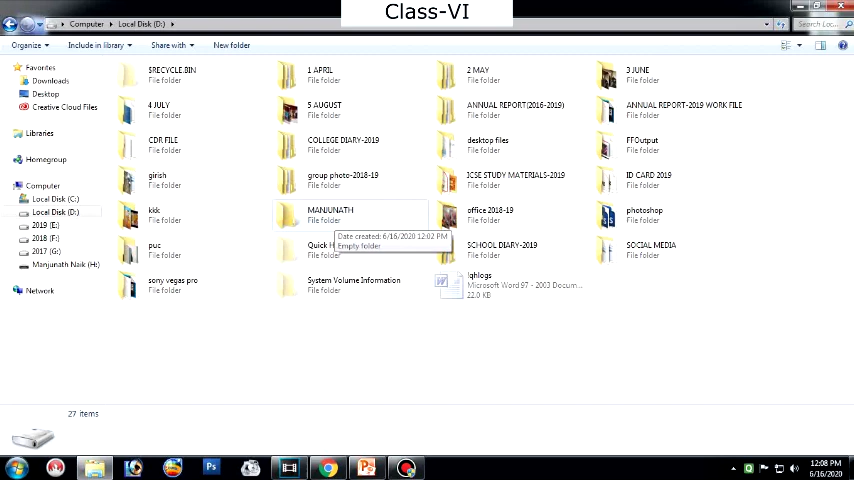 Class-VI
Computer
Local Disk (D:)
Search Loc...
Organize
Include in library
Share with
New folder
Favorites
Downloads
Desktop
Creative Cloud Files
Libraries
Homegroup
Computer
Local Disk (C:)
Local Disk (D:)
2019 (E:)
2018 (F:)
2017 (G:)
Manjunath Naik (H:)
Network
$RECYCLE.BIN
File folder
1 APRIL
File folder
2 MAY
File folder
3 JUNE
File folder
4 JULY
File folder
5 AUGUST
File folder
ANNUAL REPORT(2016-2019)
File folder
ANNUAL REPORT-2019 WORK FILE
File folder
CDR FILE
File folder
COLLEGE DIARY-2019
File folder
desktop files
File folder
FFOutput
File folder
girish
File folder
group photo-2018-19
File folder
ICSE STUDY MATERIALS-2019
File folder
ID CARD 2019
File folder
kkk
File folder
MANJUNATH
File folder
office 2018-19
File folder
photoshop
File folder
Date created: 6/16/2020 12:02 PM
Empty folder
puc
File folder
Quick H
File folder
SCHOOL DIARY-2019
File folder
SOCIAL MEDIA
File folder
sony vegas pro
File folder
System Volume Information
File folder
!qhlogs
Microsoft Word 97 - 2003 Docum...
22.0 KB
27 items
12:08 PM
6/16/2020